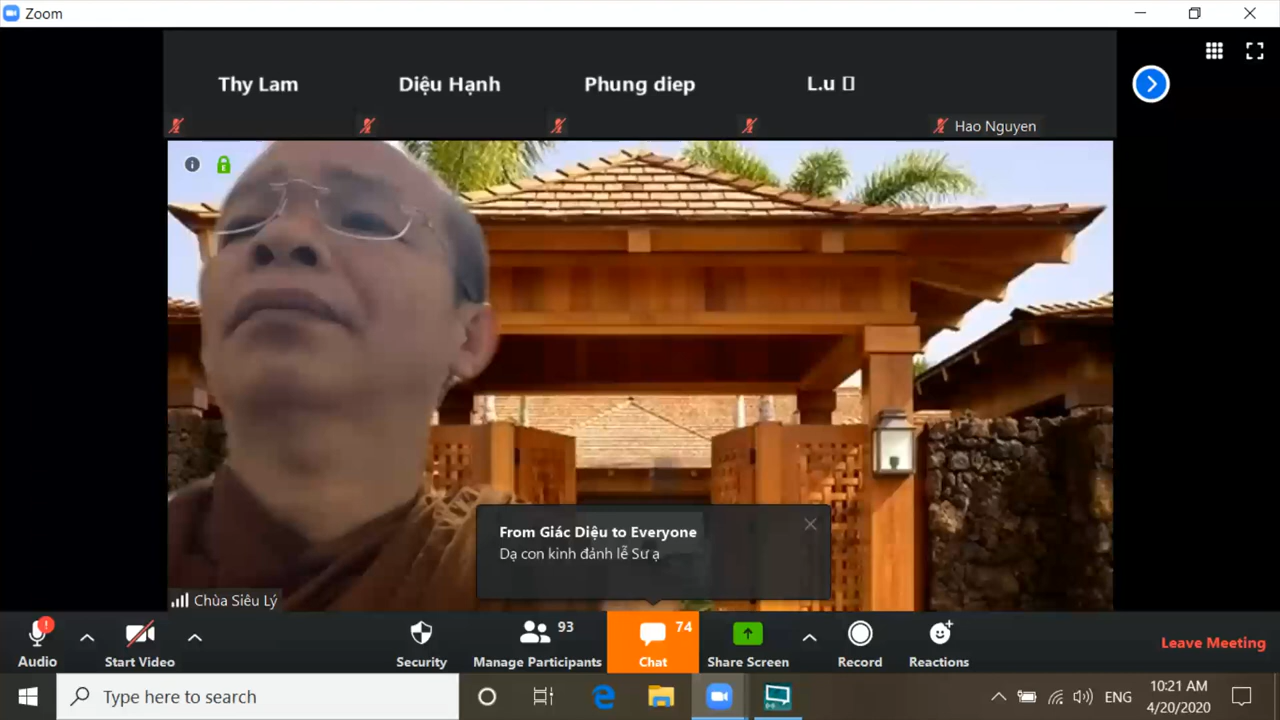 Zoom
Thy Lam
Diệu Hạnh
Phung diep
L.u
Hao Nguyen
From Giác Diệu to Everyone
Dạ con kinh đảnh lễ Sư ạ
Chùa Siêu Lý
93
74
Audio
Start Video
Security
Manage Participants
Chat
Share Screen
Record
Reactions
Leave Meeting
Type here to search
ENG
10:21 AM
4/20/2020